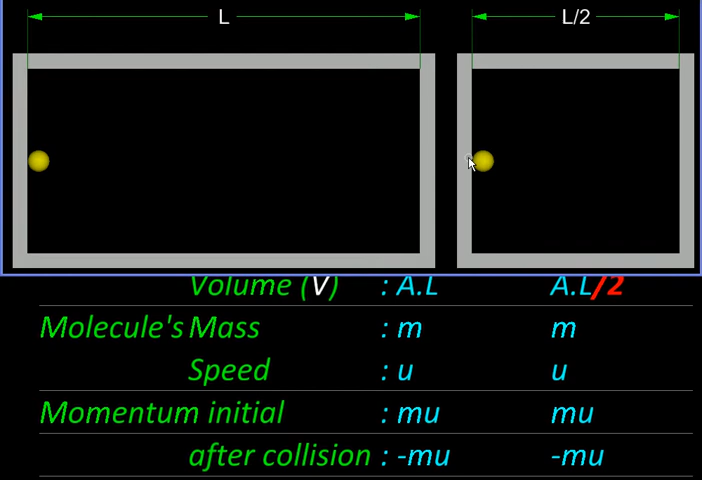 L L/2
Volume (V) : A.L A.L/2
Molecule's Mass : m m
Speed : u u
Momentum initial : mu mu
after collision : -mu -mu